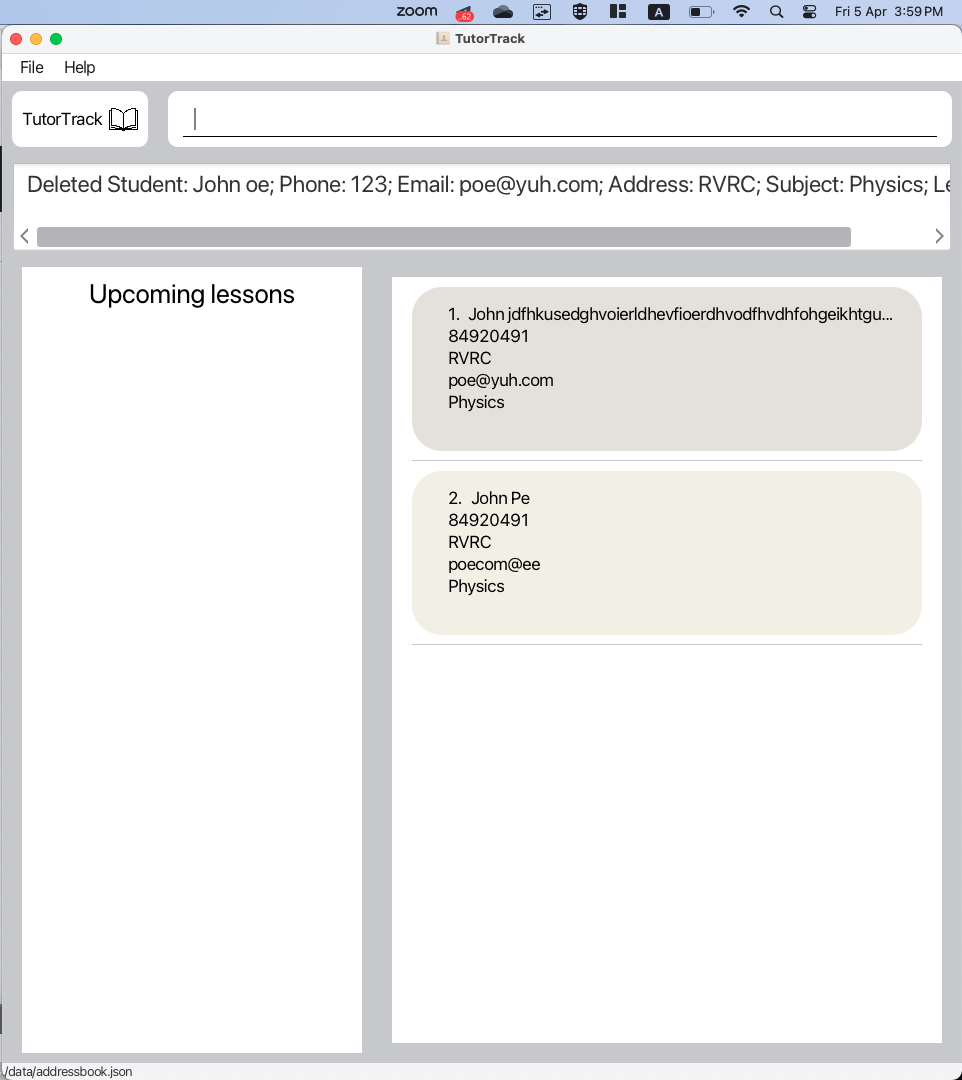 zoom .62 A Fri 5 Apr 3:59 PM
TutorTrack
File Help
TutorTrack
Deleted Student: John oe; Phone: 123; Email: poe@yuh.com; Address: RVRC; Subject: Physics; Le
Upcoming lessons
1. John jdfhkusedghvoierldhevfioerdhvodfhvdhfohgeikhtgu...
84920491
RVRC
poe@yuh.com
Physics
2. John Pe
84920491
RVRC
poecom@ee
Physics
/data/addressbook.json